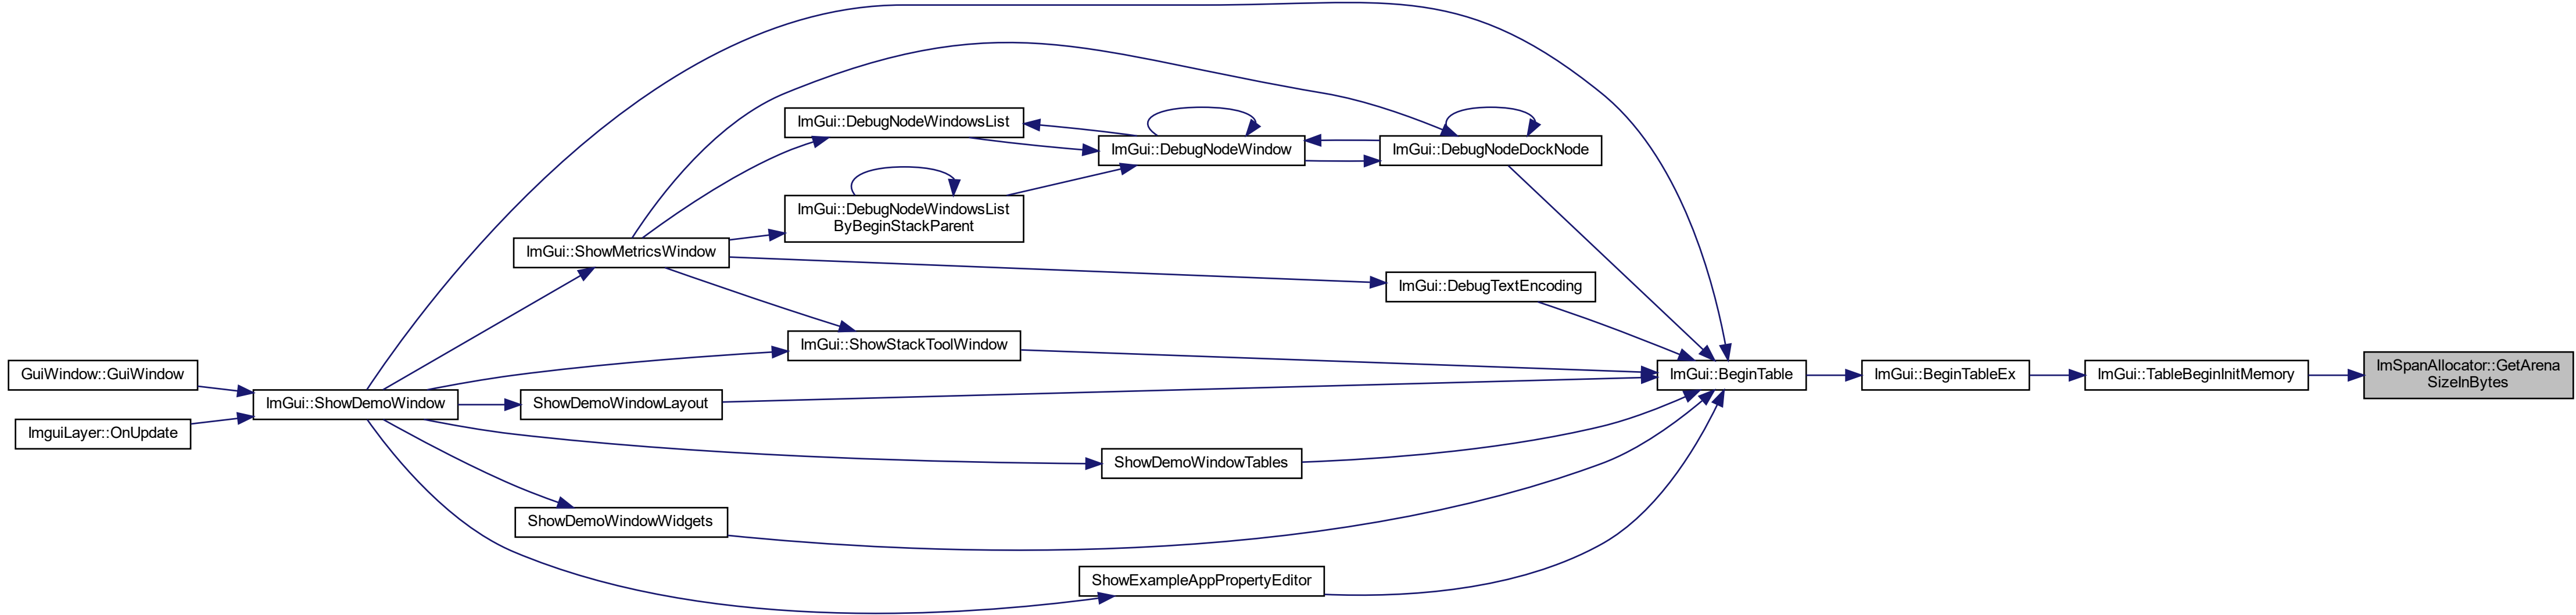 ImGui::DebugNodeWindowsList
ImGui::DebugNodeWindow
ImGui::DebugNodeDockNode
ImGui::DebugNodeWindowsList
ByBeginStackParent
ImGui::ShowMetricsWindow
ImGui::DebugTextEncoding
ImGui::ShowStackToolWindow
GuiWindow::GuiWindow
ImGui::BeginTable
ImGui::BeginTableEx
ImGui::TableBeginInitMemory
ImSpanAllocator::GetArena
SizeInBytes
ImGui::ShowDemoWindow
ShowDemoWindowLayout
ImguiLayer::OnUpdate
ShowDemoWindowTables
ShowDemoWindowWidgets
ShowExampleAppPropertyEditor